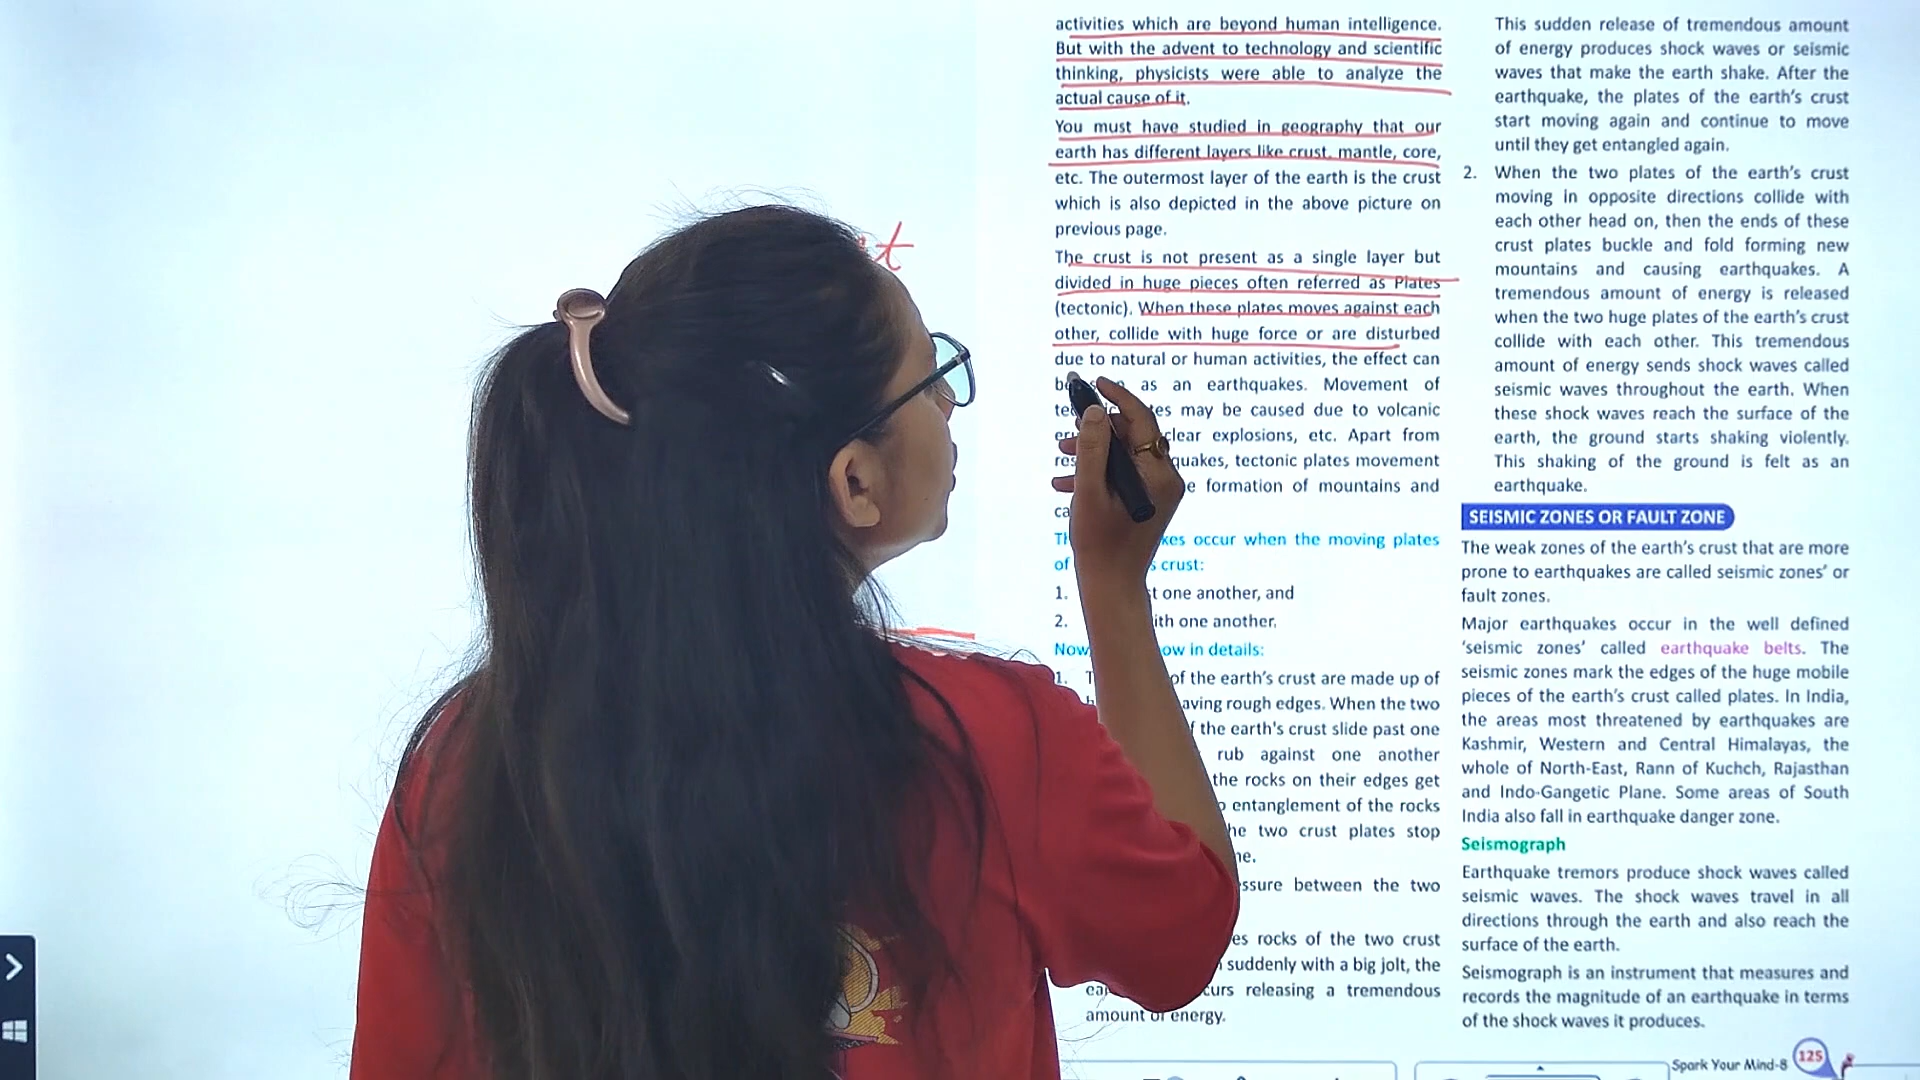 activities which are beyond human intelligence.
But with the advent to technology and scientific
thinking, physicists were able to analyze the
actual cause of it.
You must have studied in geography that our
earth has different layers like crust, mantle, core,
etc. The outermost layer of the earth is the crust
which is also depicted in the above picture on
previous page.
The crust is not present as a single layer but
divided in huge pieces often referred as Plates
(tectonic). When these plates moves against each
other, collide with huge force or are disturbed
due to natural or human activities, the effect can
as an earthquakes. Movement of
may be caused due to volcanic
explosions, etc. Apart from
tectonic plates movement
formation of mountains and
occur when the moving plates
of crust:
1. one another, and
2. one another,
Now in details:
1. of the earth's crust are made up of
rough edges. When the two
the earth's crust slide past one
rub against one another
the rocks on their edges get
entanglement of the rocks
two crust plates stop
between the two
rocks of the two crust
suddenly with a big jolt, the
releasing a tremendous
amount of energy.
This sudden release of tremendous amount
of energy produces shock waves or seismic
waves that make the earth shake. After the
earthquake, the plates of the earth's crust
start moving again and continue to move
until they get entangled again.
2. When the two plates of the earth's crust
moving in opposite directions collide with
each other head on, then the ends of these
crust plates buckle and fold forming new
mountains and causing earthquakes. A
tremendous amount of energy is released
when the two huge plates of the earth's crust
collide with each other. This tremendous
amount of energy sends shock waves called
seismic waves throughout the earth. When
these shock waves reach the surface of the
earth, the ground starts shaking violently.
This shaking of the ground is felt as an
earthquake.
SEISMIC ZONES OR FAULT ZONE
The weak zones of the earth's crust that are more
prone to earthquakes are called seismic zones' or
fault zones.
Major earthquakes occur in the well defined
'seismic zones' called earthquake belts. The
seismic zones mark the edges of the huge mobile
pieces of the earth's crust called plates. In India,
the areas most threatened by earthquakes are
Kashmir, Western and Central Himalayas, the
whole of North-East, Rann of Kuchch, Rajasthan
and Indo-Gangetic Plane. Some areas of South
India also fall in earthquake danger zone.
Seismograph
Earthquake tremors produce shock waves called
seismic waves. The shock waves travel in all
directions through the earth and also reach the
surface of the earth.
Seismograph is an instrument that measures and
records the magnitude of an earthquake in terms
of the shock waves it produces.
Spark Your Mind-8 125